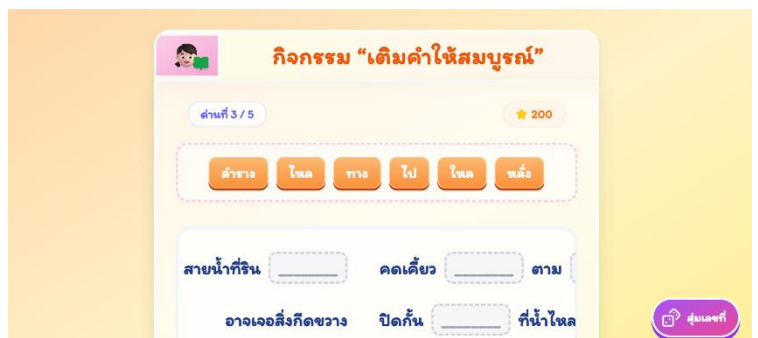 กิจกรรม “เติมคำให้สมบูรณ์”
ด่านที่ 3 / 5
200
ลำราง ไหล ทาง ไป ไหล หลั่ง
สายน้ำที่ริน ________ คดเคี้ยว ________ ตาม
อาจเจอสิ่งกีดขวาง ปิดกั้น ________ ที่น้ำไหล
สุ่มเลขที่